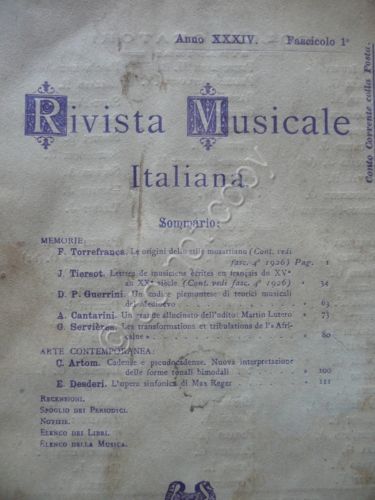 Anno XXXIV. — Fascicolo 1º
Rivista Musicale
Italiana
Sommario:
MEMORIE:
F. Torrefranca. Le origini dello stile mozartiano (Cont. vedi
fasc. 4º 1926) Pag. 1
J. Tiersot. Lettres de musiciens écrites en français du XVe
au XXe siècle (Cont. vedi fasc. 4º 1926) » 34
D. P. Guerrini. Un codice piemontese di teorici musicali
del Medioevo » 63
A. Cantarini. Un grande allucinato dell'udito: Martin Lutero » 73
G. Servières. Les transformations et tribulations de l'« Afri-
caine » 80
ARTE CONTEMPORANEA:
C. Artom. Cadenze e pseudocadenze. Nuova interpretazione
delle forme tonali bimodali » 100
E. Desderi. L'opera sinfonica di Max Reger » 111
RECENSIONI.
SPOGLIO DEI PERIODICI.
NOTIZIE.
ELENCO DEI LIBRI.
ELENCO DELLA MUSICA.
Conto Corrente colla Posta.